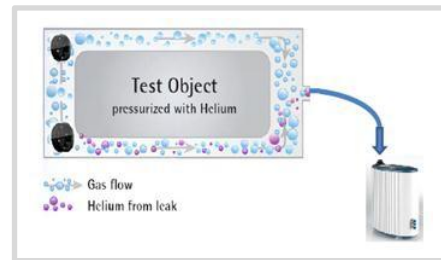 Test Object
pressurized with Helium
Gas flow
Helium from leak